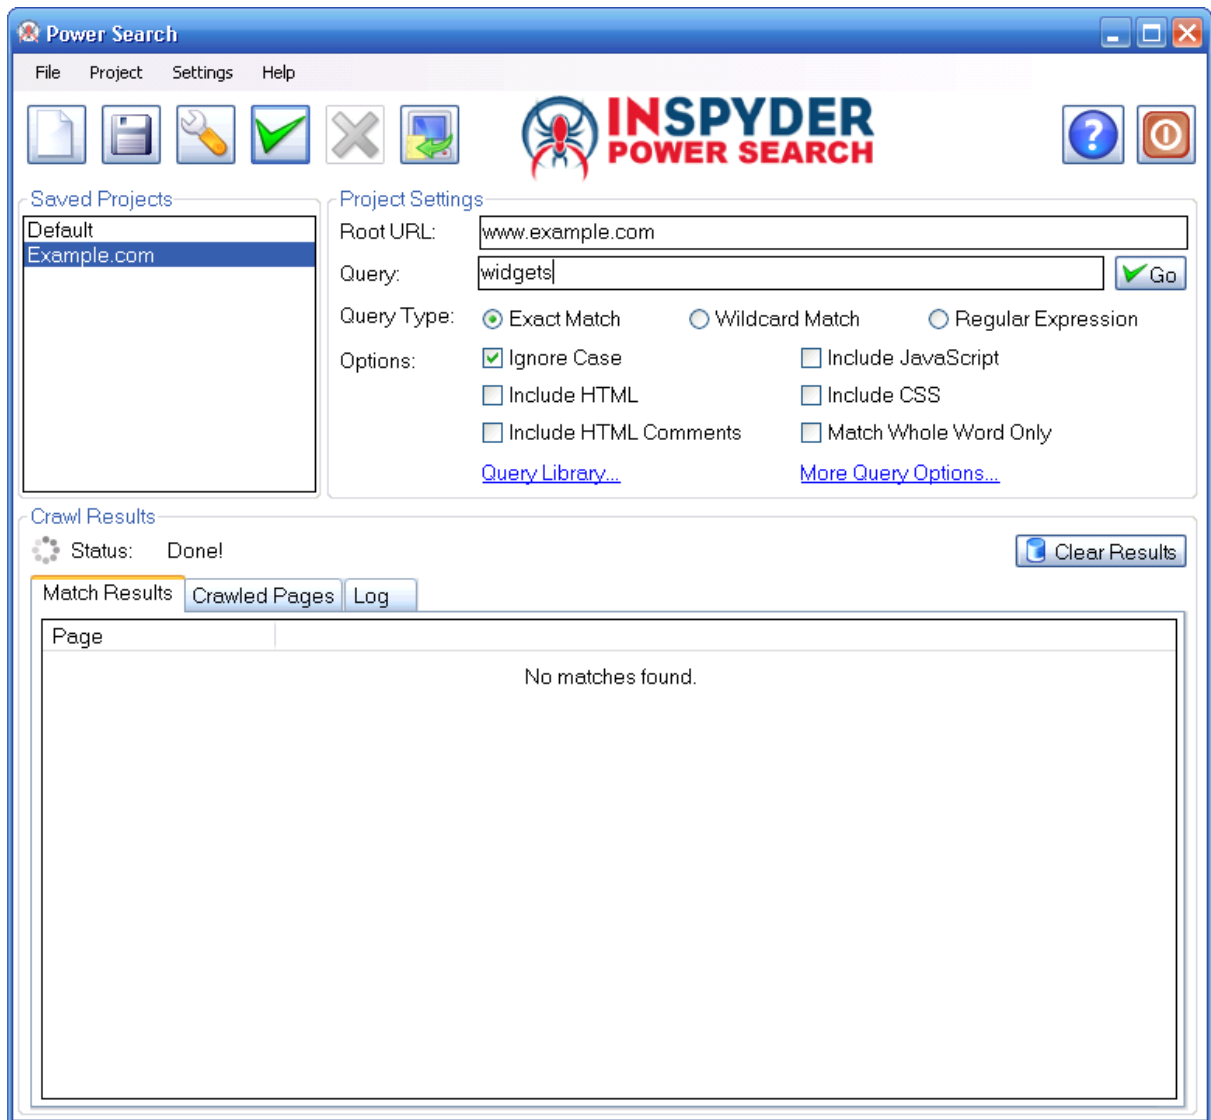 Power Search
File Project Settings Help
INSPYDER
POWER SEARCH
Saved Projects
Default
Example.com
Project Settings
Root URL: www.example.com
Query: widgets Go
Query Type: Exact Match Wildcard Match Regular Expression
Options: Ignore Case Include JavaScript
Include HTML Include CSS
Include HTML Comments Match Whole Word Only
Query Library... More Query Options...
Crawl Results
Status: Done! Clear Results
Match Results Crawled Pages Log
Page
No matches found.